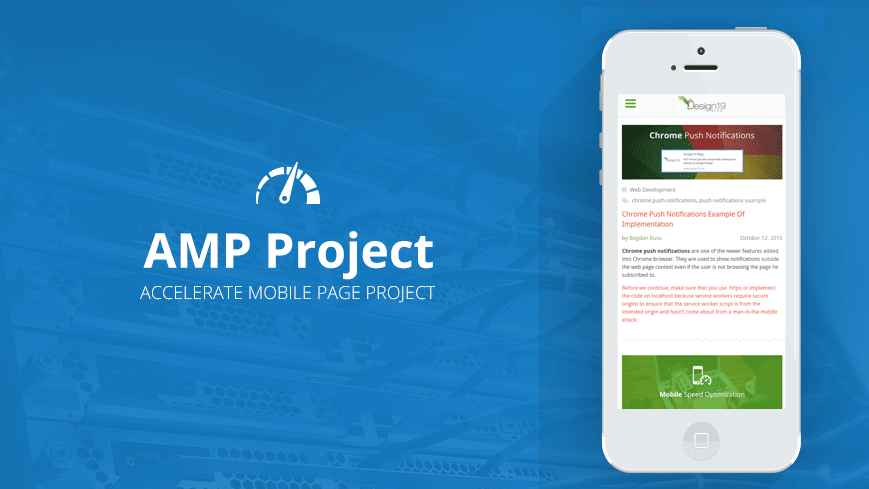 AMP Project
ACCELERATE MOBILE PAGE PROJECT
Design19
Chrome Push Notifications
Web Development
chrome push notifications, push notifications example
Chrome Push Notifications Example Of
Implementation
by Bogdan Rusu
October 12, 2015
Chrome push notifications are one of the newer features added
into Chrome browser. They are used to show notifications outside
the web page context even if the user is not browsing the page he
subscribed to.
Before we continue, make sure that you use https or implement
the code on localhost because service workers require secure
origins to ensure that the service worker script is from the
intended origin and hasn't come about from a man-in-the-middle
attack.
Mobile Speed Optimization